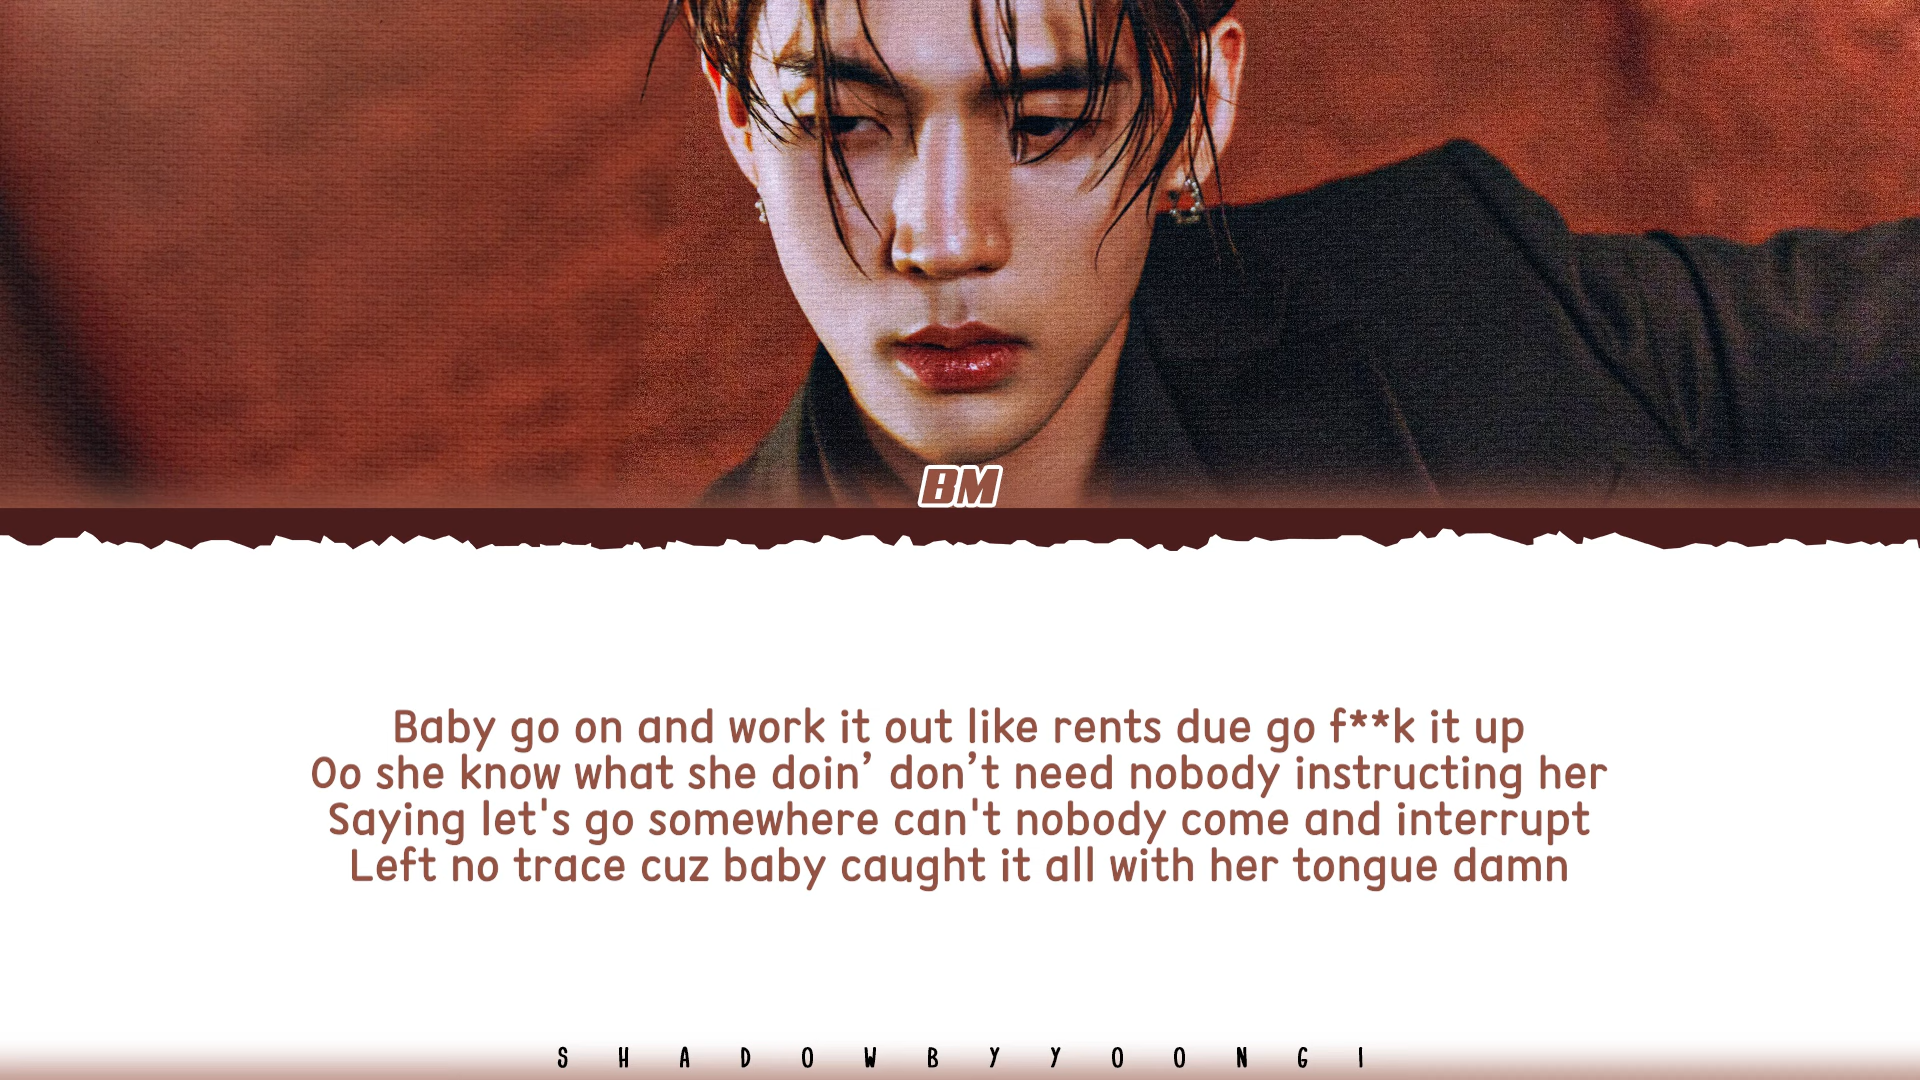 BM
Baby go on and work it out like rents due go f**k it up
Oo she know what she doin’ don’t need nobody instructing her
Saying let's go somewhere can't nobody come and interrupt
Left no trace cuz baby caught it all with her tongue damn
SHADOWBYYOONGI